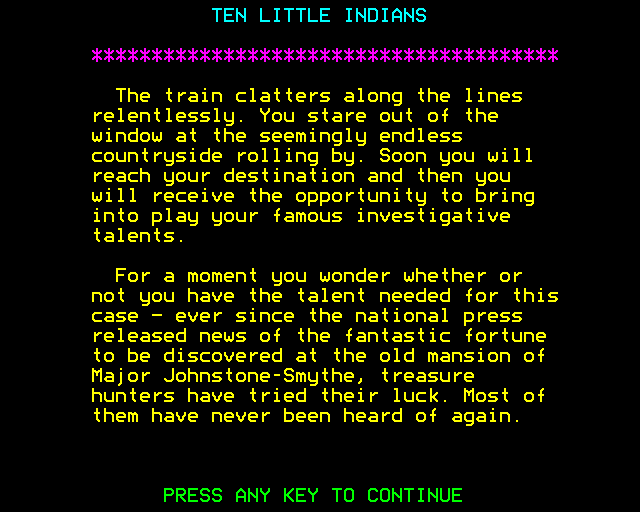 TEN LITTLE INDIANS
***************************************
The train clatters along the lines
relentlessly. You stare out of the
window at the seemingly endless
countryside rolling by. Soon you will
reach your destination and then you
will receive the opportunity to bring
into play your famous investigative
talents.
For a moment you wonder whether or
not you have the talent needed for this
case - ever since the national press
released news of the fantastic fortune
to be discovered at the old mansion of
Major Johnstone-Smythe, treasure
hunters have tried their luck. Most of
them have never been heard of again.
PRESS ANY KEY TO CONTINUE